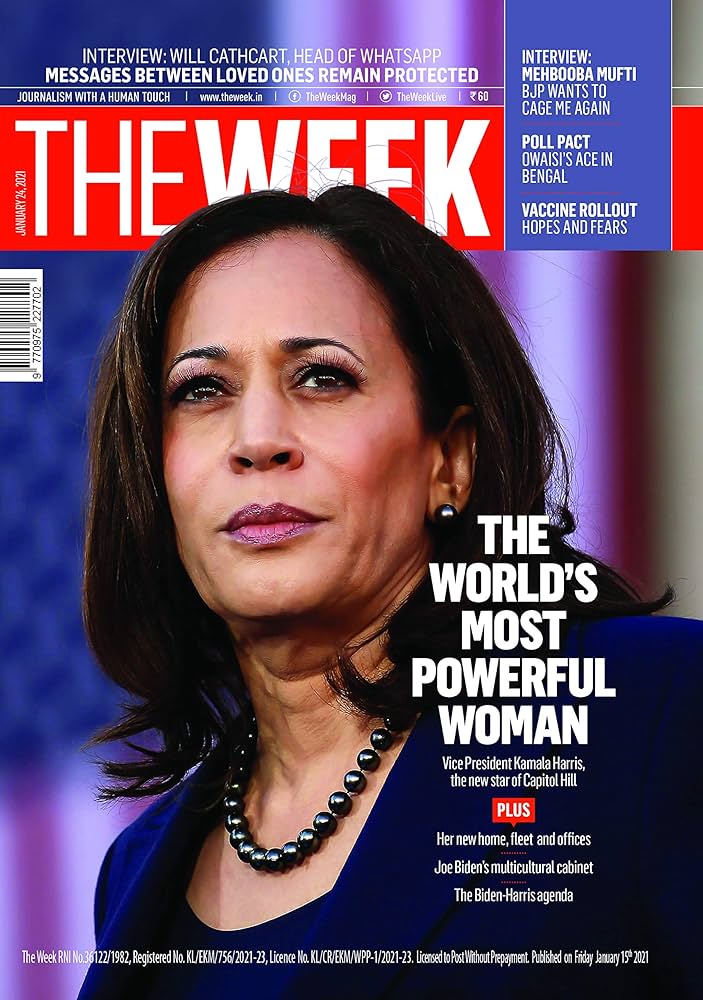 INTERVIEW: WILL CATHCART, HEAD OF WHATSAPP
MESSAGES BETWEEN LOVED ONES REMAIN PROTECTED
JOURNALISM WITH A HUMAN TOUCH | www.theweek.in | TheWeekMag | TheWeekLive | ₹ 60
INTERVIEW:
MEHBOOBA MUFTI
BJP WANTS TO
CAGE ME AGAIN
POLL PACT
OWAISI'S ACE IN
BENGAL
VACCINE ROLLOUT
HOPES AND FEARS
JANUARY 24, 2021
THE WEEK
9 770975 227702
THE
WORLD'S
MOST
POWERFUL
WOMAN
Vice President Kamala Harris,
the new star of Capitol Hill
PLUS
Her new home, fleet and offices
Joe Biden's multicultural cabinet
The Biden-Harris agenda
The Week RNI No.36122/1982, Registered No. KL/EKM/756/2021-23, Licence No. KL/CR/EKM/WPP-1/2021-23. Licensed to Post Without Prepayment. Published on Friday January 15th 2021